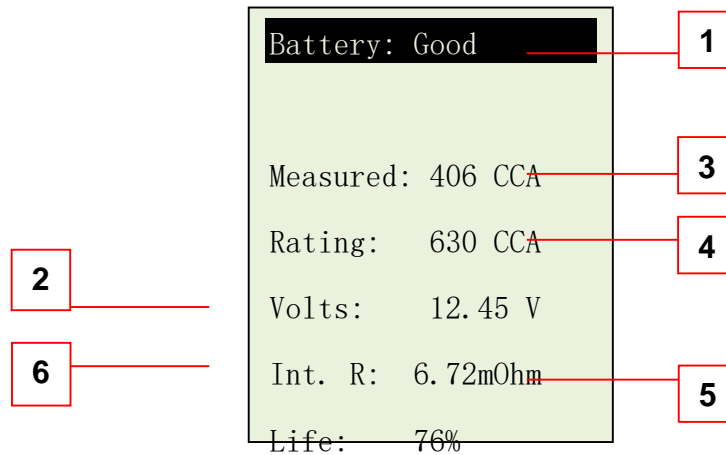 Battery: Good
1
Measured: 406 CCA
3
Rating: 630 CCA
4
2
Volts: 12.45 V
6
Int. R: 6.72mOhm
5
Life: 76%